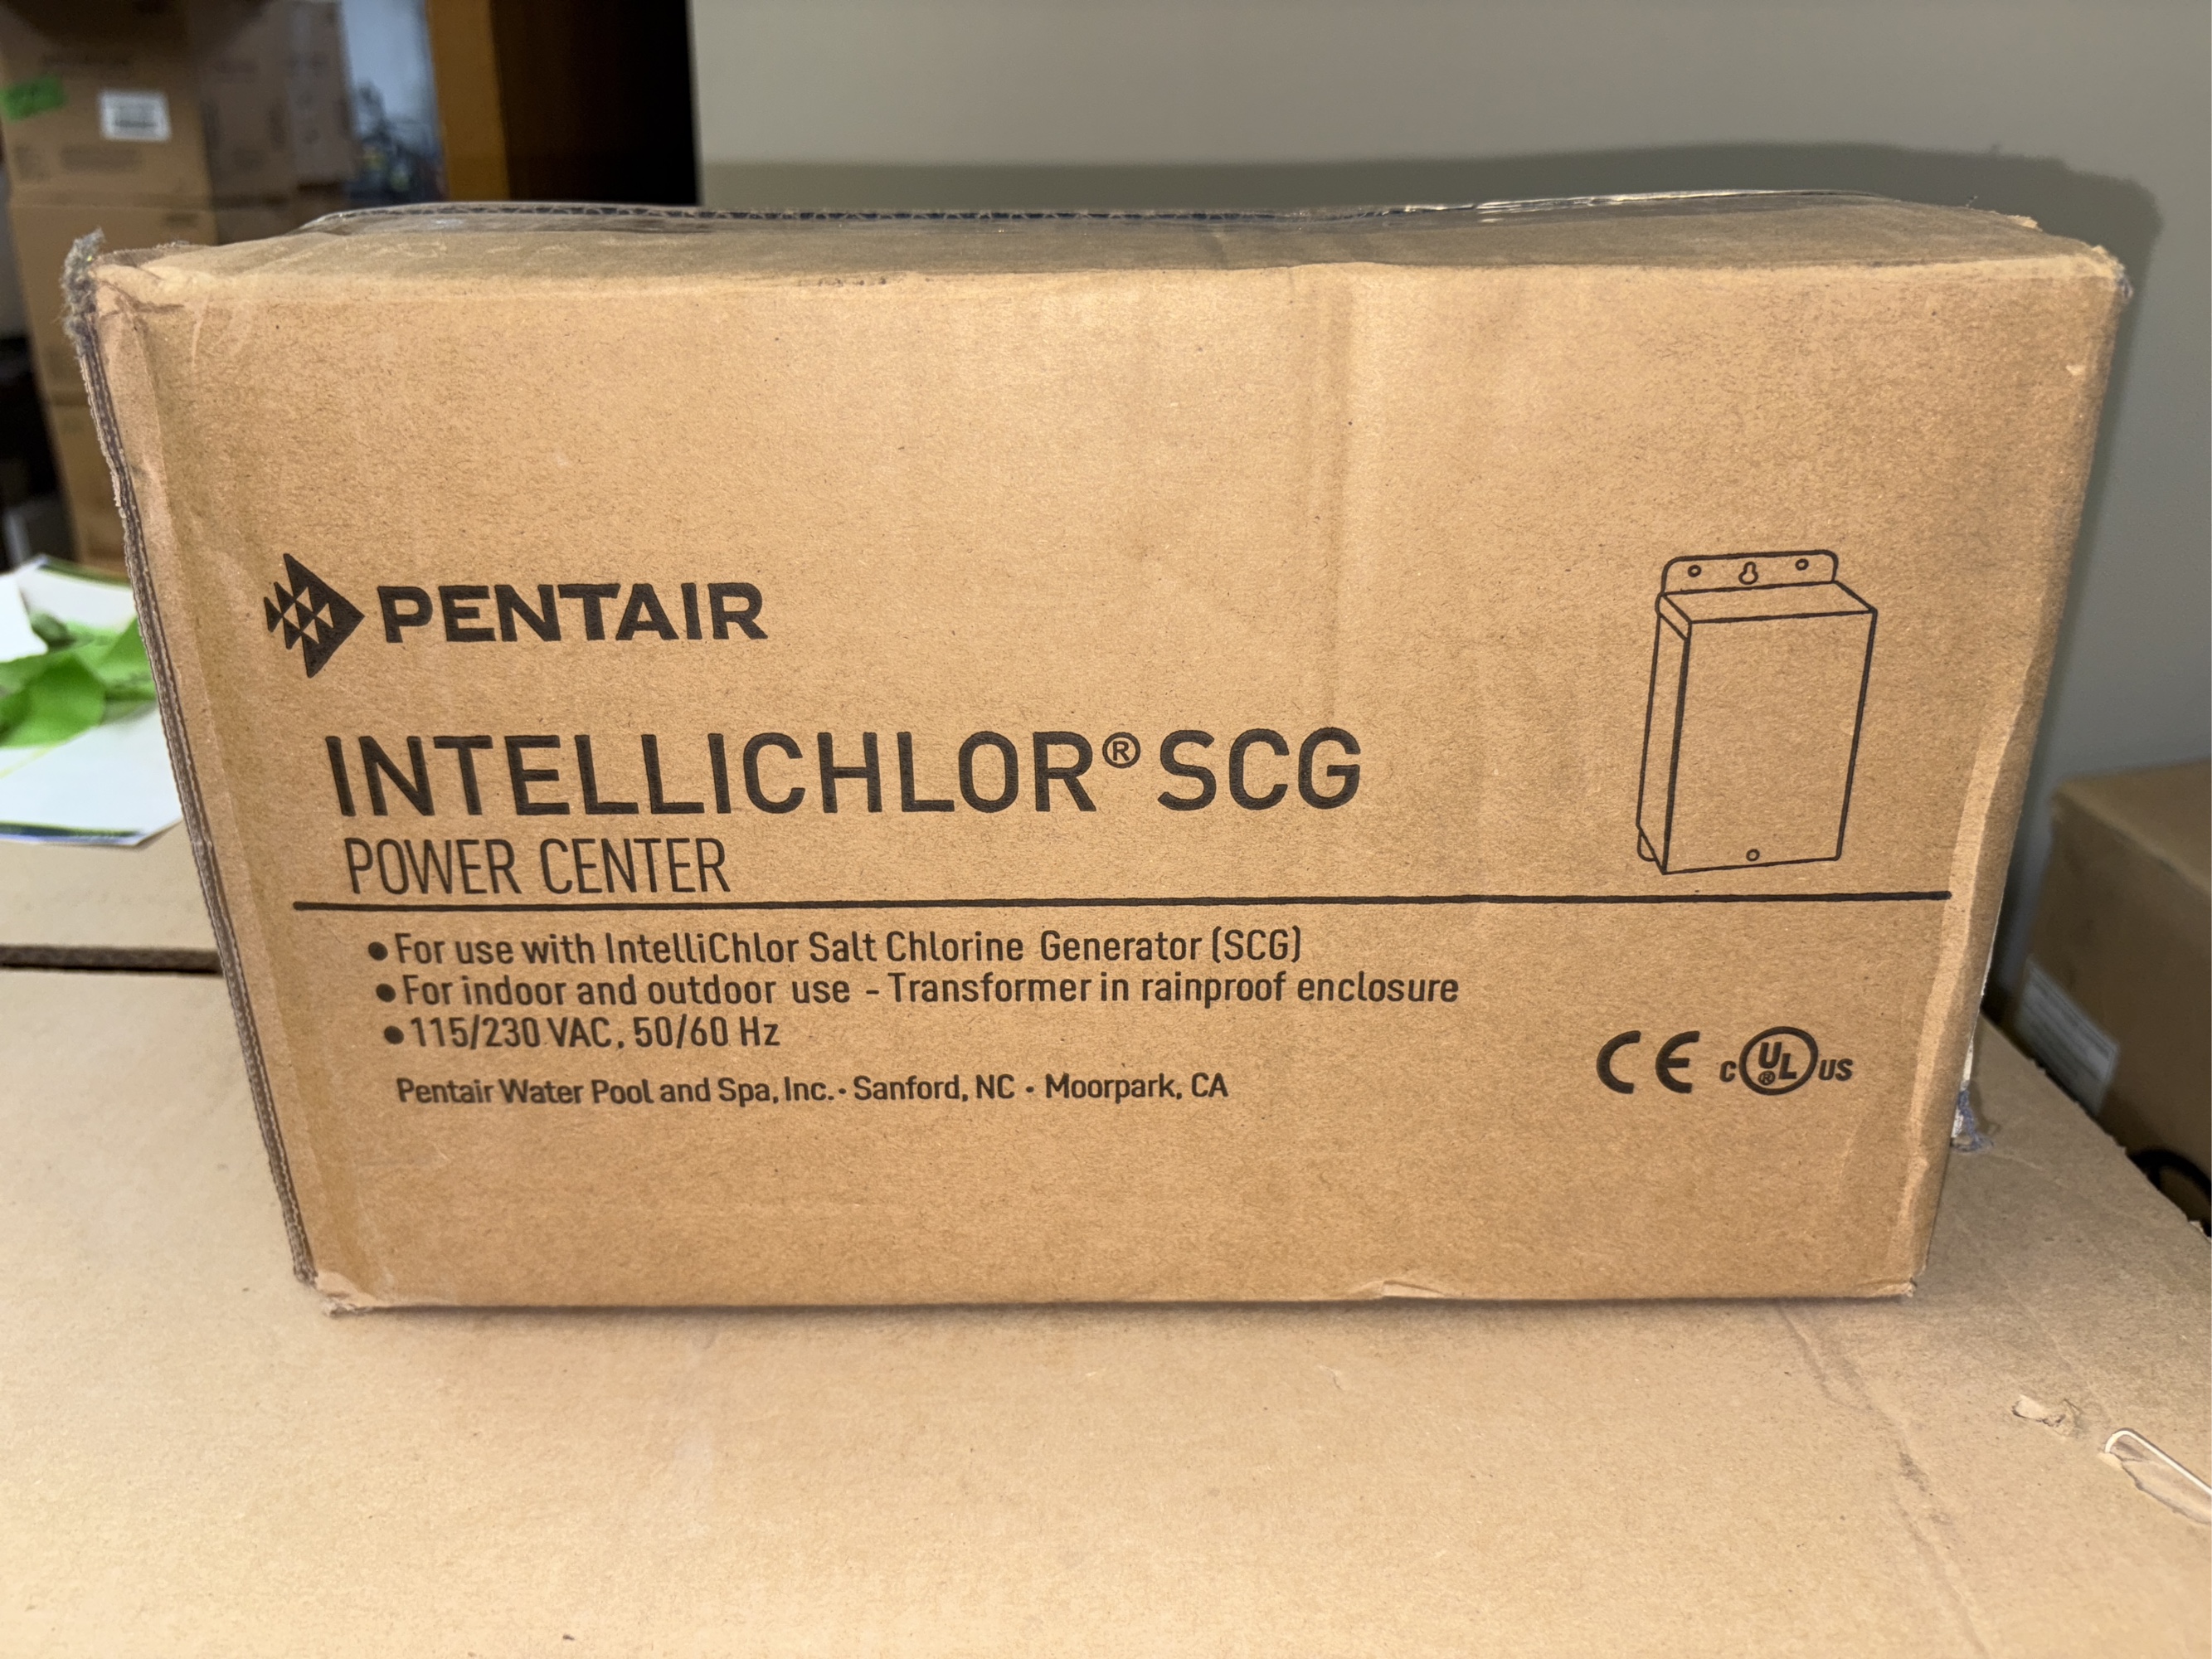 PENTAIR
INTELLICHLOR® SCG
POWER CENTER
● For use with IntelliChlor Salt Chlorine Generator (SCG)
● For indoor and outdoor use - Transformer in rainproof enclosure
● 115/230 VAC, 50/60 Hz
Pentair Water Pool and Spa, Inc. · Sanford, NC · Moorpark, CA
CE c UL® US